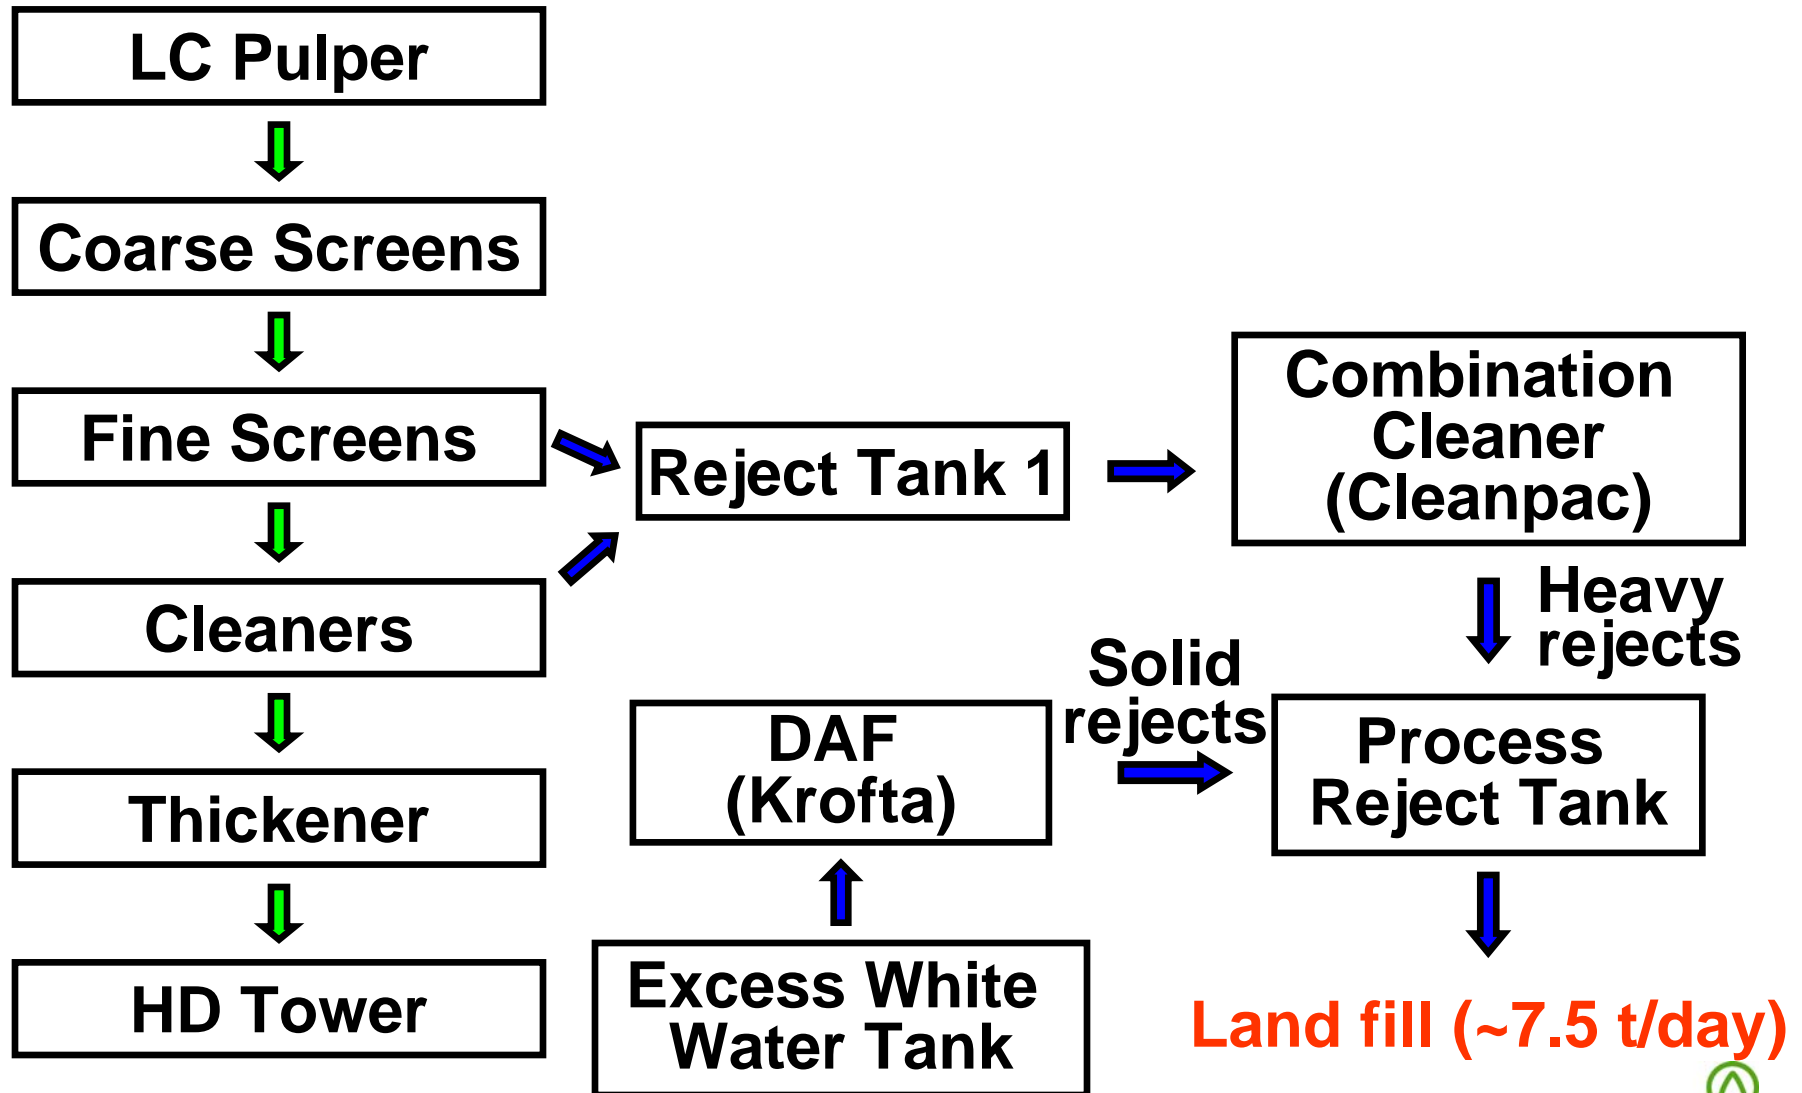 LC Pulper
Coarse Screens
Fine Screens
Cleaners
Thickener
HD Tower
Reject Tank 1
Combination
Cleaner
(Cleanpac)
Heavy
rejects
Solid
rejects
DAF
(Krofta)
Process
Reject Tank
Excess White
Water Tank
Land fill (~7.5 t/day)